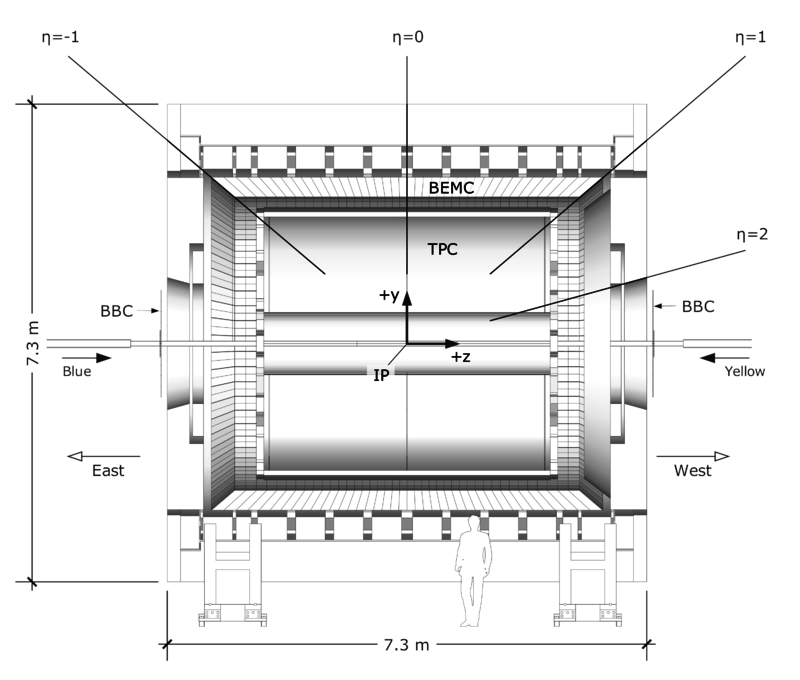 η=-1
η=0
η=1
BEMC
η=2
TPC
+y
BBC
BBC
7.3 m
+z
Blue
IP
Yellow
East
West
7.3 m